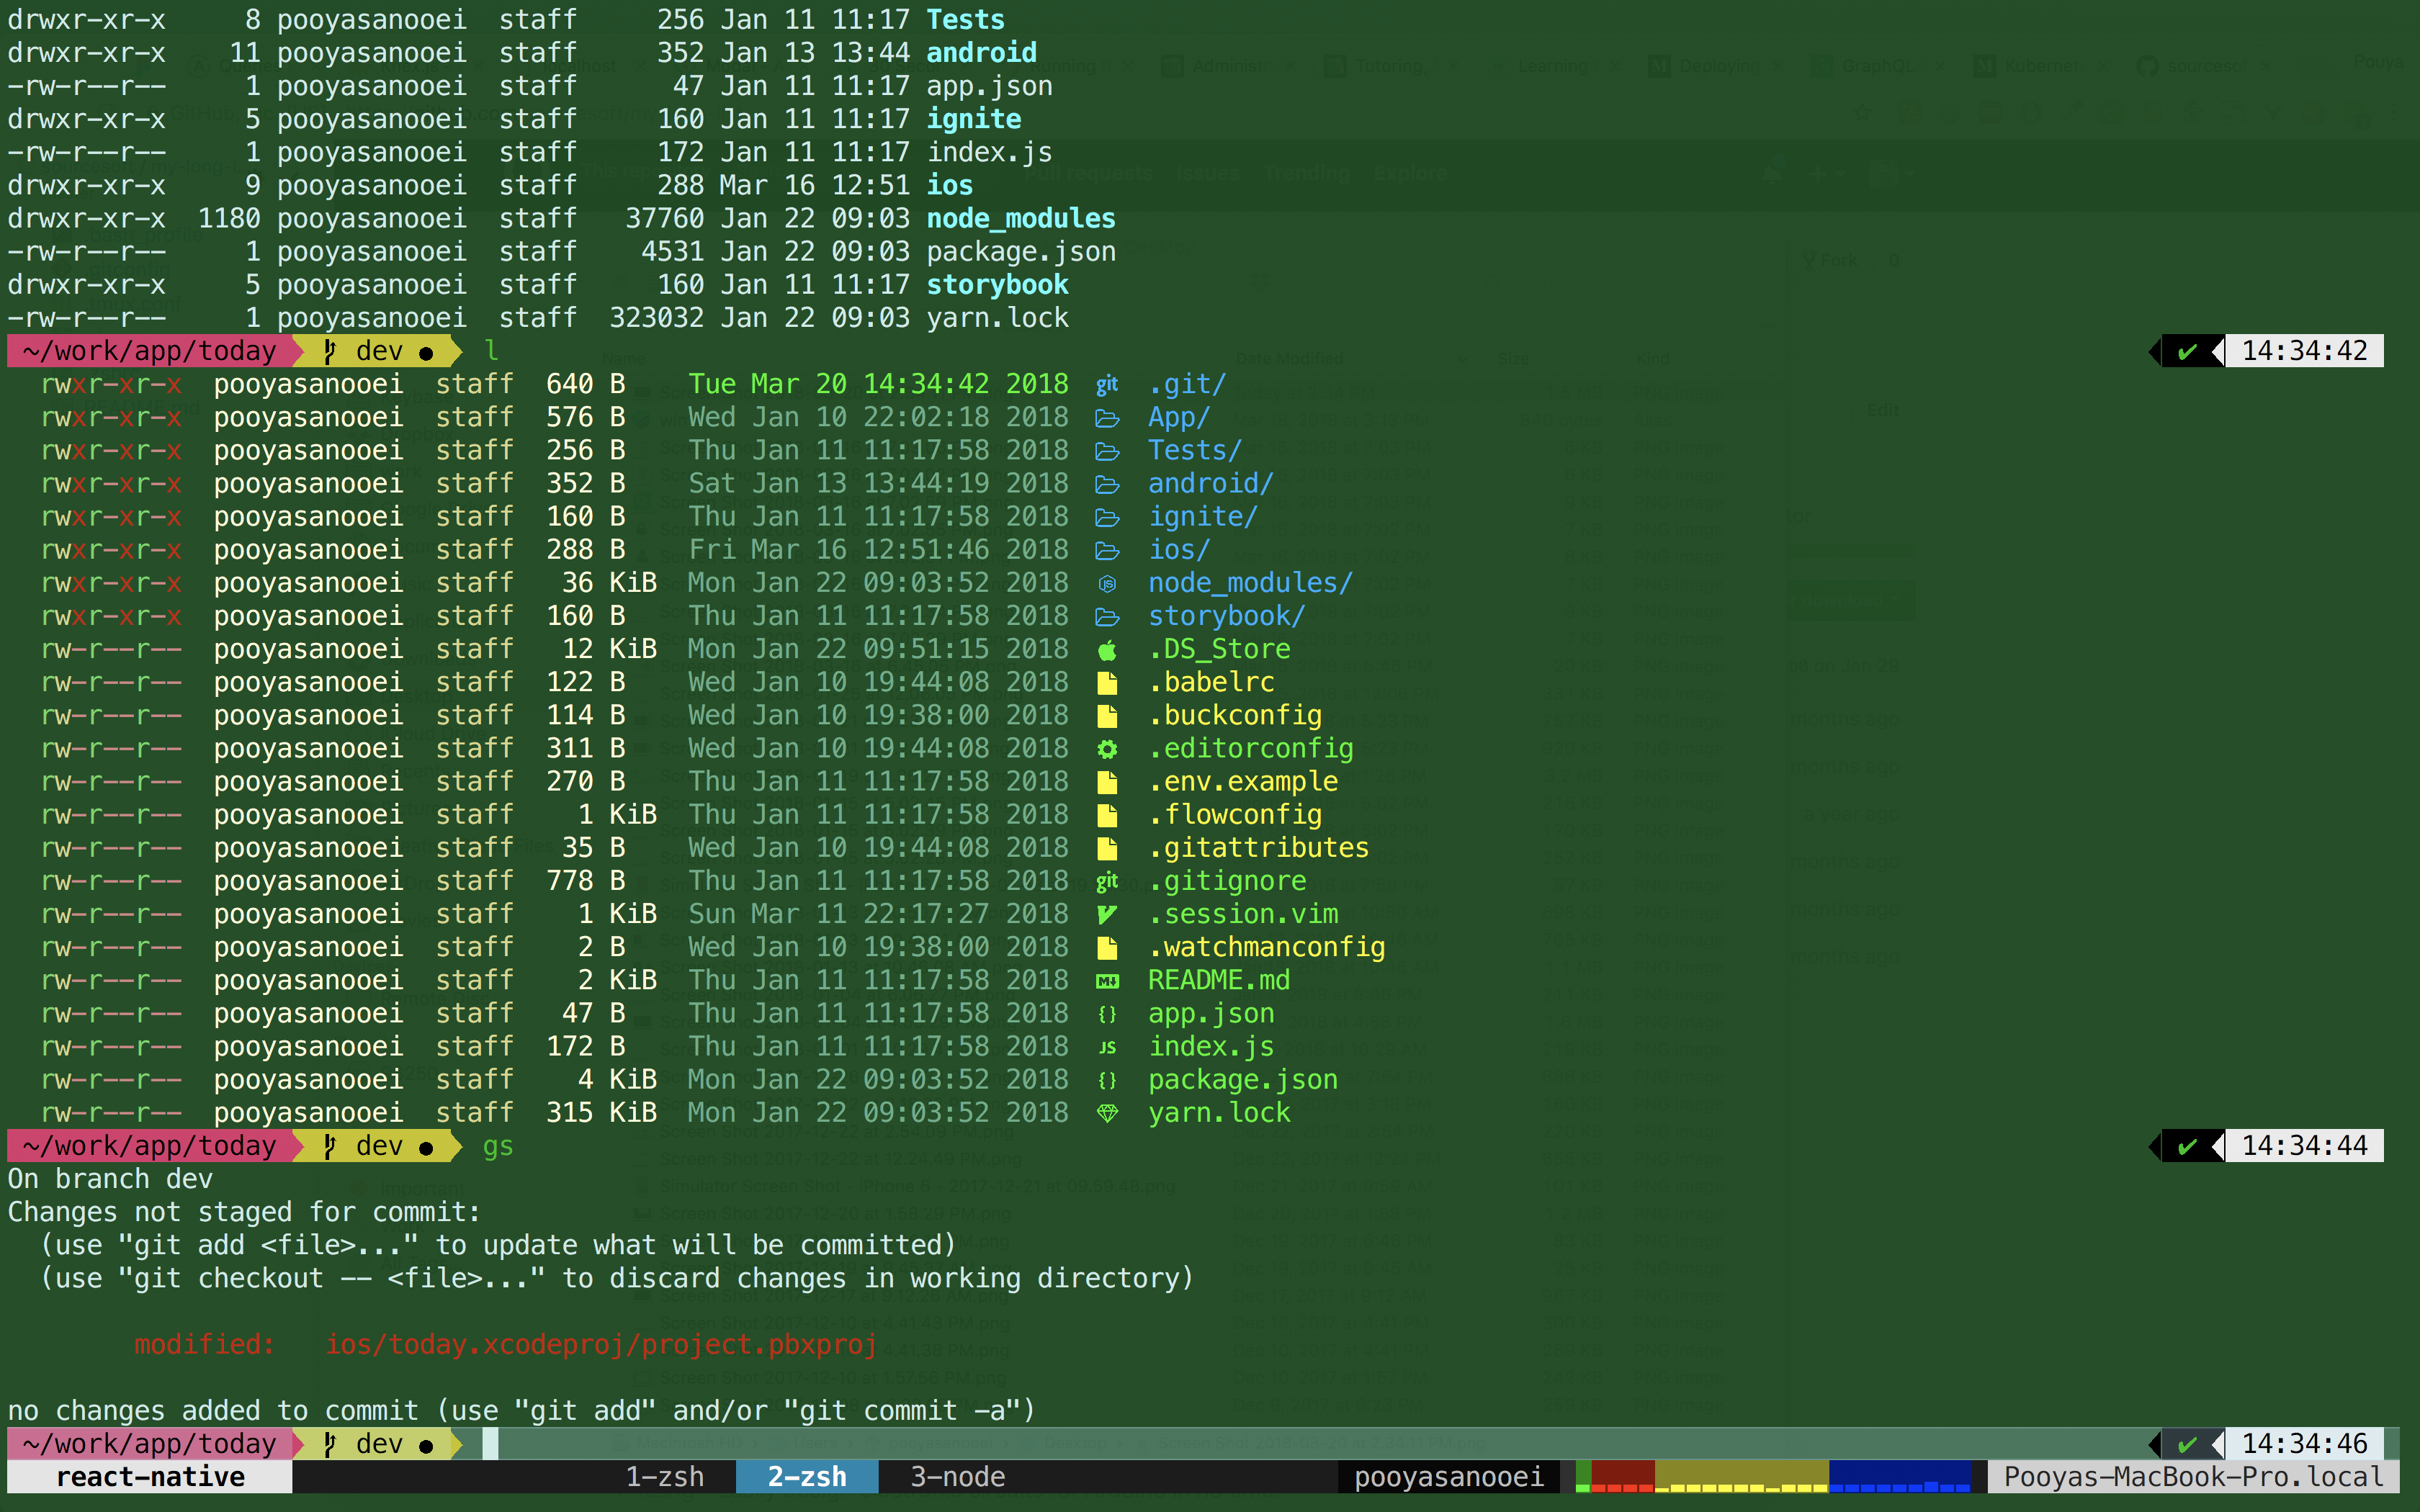 drwxr-xr-x     8 pooyasanooei  staff     256 Jan 11 11:17 Tests
drwxr-xr-x    11 pooyasanooei  staff     352 Jan 13 13:44 android
-rw-r--r--     1 pooyasanooei  staff      47 Jan 11 11:17 app.json
drwxr-xr-x     5 pooyasanooei  staff     160 Jan 11 11:17 ignite
-rw-r--r--     1 pooyasanooei  staff     172 Jan 11 11:17 index.js
drwxr-xr-x     9 pooyasanooei  staff     288 Mar 16 12:51 ios
drwxr-xr-x  1180 pooyasanooei  staff   37760 Jan 22 09:03 node_modules
-rw-r--r--     1 pooyasanooei  staff    4531 Jan 22 09:03 package.json
drwxr-xr-x     5 pooyasanooei  staff     160 Jan 11 11:17 storybook
-rw-r--r--     1 pooyasanooei  staff  323032 Jan 22 09:03 yarn.lock
~/work/app/today dev ● l ✔ 14:34:42
rwxr-xr-x  pooyasanooei  staff  640 B    Tue Mar 20 14:34:42 2018  git .git/
rwxr-xr-x  pooyasanooei  staff  576 B    Wed Jan 10 22:02:18 2018  App/
rwxr-xr-x  pooyasanooei  staff  256 B    Thu Jan 11 11:17:58 2018  Tests/
rwxr-xr-x  pooyasanooei  staff  352 B    Sat Jan 13 13:44:19 2018  android/
rwxr-xr-x  pooyasanooei  staff  160 B    Thu Jan 11 11:17:58 2018  ignite/
rwxr-xr-x  pooyasanooei  staff  288 B    Fri Mar 16 12:51:46 2018  ios/
rwxr-xr-x  pooyasanooei  staff   36 KiB  Mon Jan 22 09:03:52 2018  node_modules/
rwxr-xr-x  pooyasanooei  staff  160 B    Thu Jan 11 11:17:58 2018  storybook/
rw-r--r--  pooyasanooei  staff   12 KiB  Mon Jan 22 09:51:15 2018  .DS_Store
rw-r--r--  pooyasanooei  staff  122 B    Wed Jan 10 19:44:08 2018  .babelrc
rw-r--r--  pooyasanooei  staff  114 B    Wed Jan 10 19:38:00 2018  .buckconfig
rw-r--r--  pooyasanooei  staff  311 B    Wed Jan 10 19:44:08 2018  .editorconfig
rw-r--r--  pooyasanooei  staff  270 B    Thu Jan 11 11:17:58 2018  .env.example
rw-r--r--  pooyasanooei  staff    1 KiB  Thu Jan 11 11:17:58 2018  .flowconfig
rw-r--r--  pooyasanooei  staff   35 B    Wed Jan 10 19:44:08 2018  .gitattributes
rw-r--r--  pooyasanooei  staff  778 B    Thu Jan 11 11:17:58 2018  git .gitignore
rw-r--r--  pooyasanooei  staff    1 KiB  Sun Mar 11 22:17:27 2018  .session.vim
rw-r--r--  pooyasanooei  staff    2 B    Wed Jan 10 19:38:00 2018  .watchmanconfig
rw-r--r--  pooyasanooei  staff    2 KiB  Thu Jan 11 11:17:58 2018  README.md
rw-r--r--  pooyasanooei  staff   47 B    Thu Jan 11 11:17:58 2018  {} app.json
rw-r--r--  pooyasanooei  staff  172 B    Thu Jan 11 11:17:58 2018  JS index.js
rw-r--r--  pooyasanooei  staff    4 KiB  Mon Jan 22 09:03:52 2018  {} package.json
rw-r--r--  pooyasanooei  staff  315 KiB  Mon Jan 22 09:03:52 2018  yarn.lock
~/work/app/today dev ● gs ✔ 14:34:44
On branch dev
Changes not staged for commit:
  (use "git add <file>..." to update what will be committed)
  (use "git checkout -- <file>..." to discard changes in working directory)
modified:   ios/today.xcodeproj/project.pbxproj
no changes added to commit (use "git add" and/or "git commit -a")
~/work/app/today dev ● ✔ 14:34:46
react-native 1-zsh 2-zsh 3-node pooyasanooei Pooyas-MacBook-Pro.local